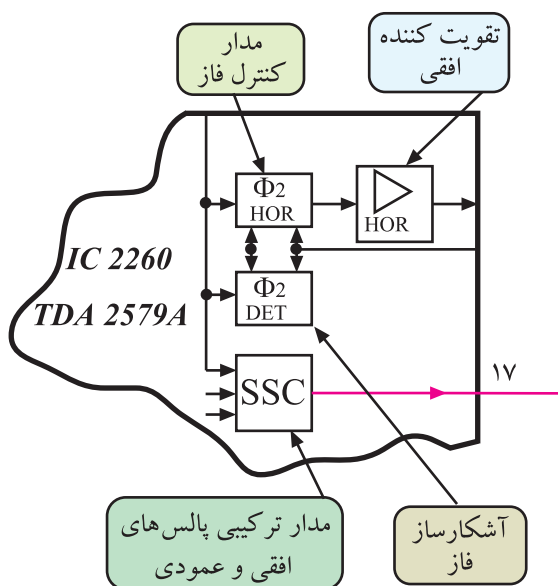 تقویت کننده
افقی
مدار
کنترل فاز
Φ2
HOR
HOR
IC 2260
TDA 2579A
Φ2
DET
SSC
۱۷
مدار ترکیبی پالس‌های
افقی و عمودی
آشکارساز
فاز